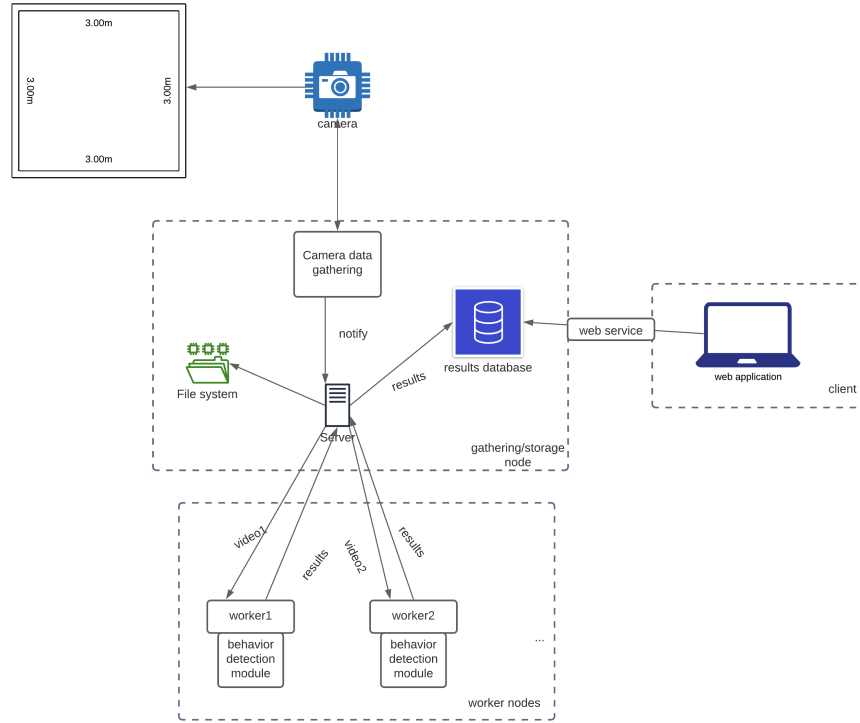 3.00m
3.00m
3.00m
3.00m
camera
Camera data
gathering
notify
results database
web service
web application
client
File system
results
Server
gathering/storage
node
video1
results
video2
results
worker1
behavior
detection
module
worker2
behavior
detection
module
...
worker nodes